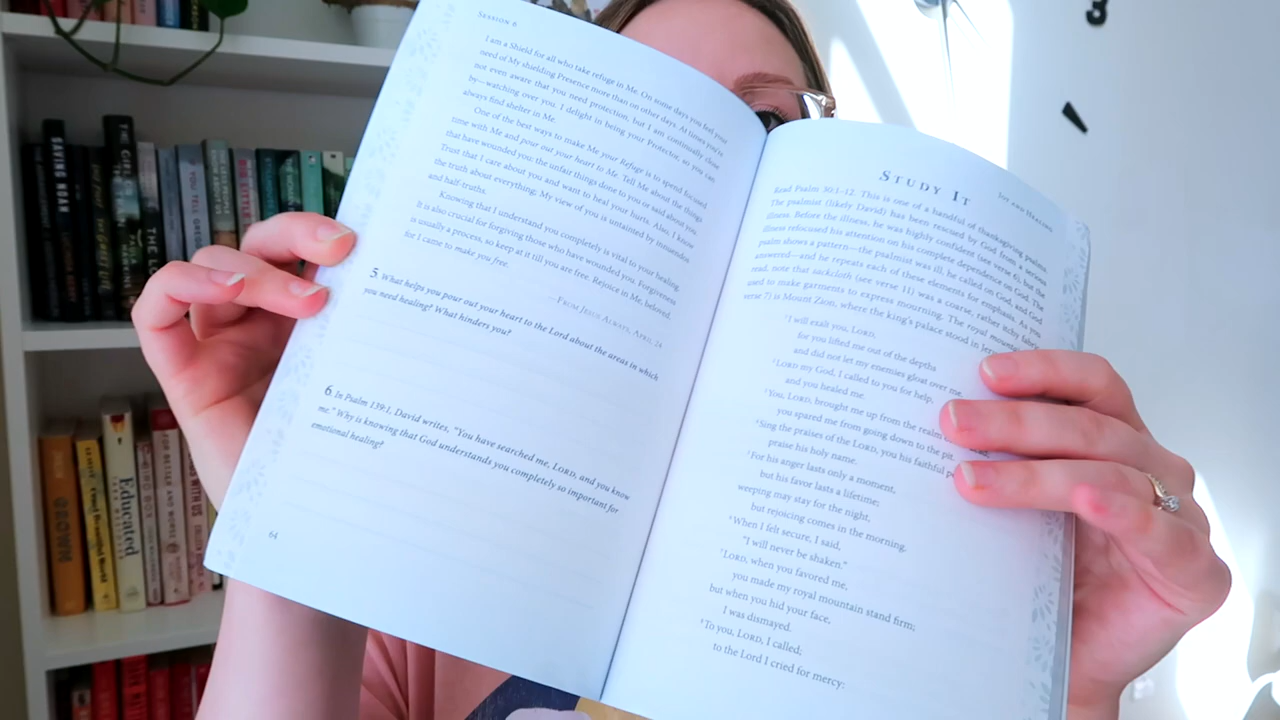 SAVING NOAH
Educated
GROWN
SESSION 6
I am a Shield for all who take refuge in Me. On some days you feel your
need of My shielding Presence more than on other days. At times you're
not even aware that you need protection, but I am continually close
by—watching over you. I delight in being your Protector, so you can
always find shelter in Me.
One of the best ways to make Me your Refuge is to spend focused
time with Me and pour out your heart to Me. Tell Me about the things
that have wounded you: the unfair things done to you or said about you.
Trust that I care about you and want to heal your hurts. Also, I know
the truth about everything; My view of you is untainted by innuendos
and half-truths.
Knowing that I understand you completely is vital to your healing.
It is also crucial for forgiving those who have wounded you. Forgiveness
is usually a process, so keep at it till you are free. Rejoice in Me, beloved,
for I came to make you free.
FROM JESUS ALWAYS, APRIL 24
5. What helps you pour out your heart to the Lord about the areas in which
you need healing? What hinders you?
6. In Psalm 139:1, David writes, "You have searched me, LORD, and you know
me." Why is knowing that God understands you completely so important for
emotional healing?
64
JOY AND HEALING
STUDY IT
Read Psalm 30:1–12. This is one of a handful of thanksgiving psalms.
The psalmist (likely David) has been rescued by God from a serious
illness. Before the illness, he was highly confident (see verse 6), but the
illness refocused his attention on his complete dependence on God. The
psalm shows a pattern—the psalmist was ill, he called on God, and God
answered—and he repeats each of these elements for emphasis. As you
read, note that sackcloth (see verse 11) was a coarse, rather itchy fabric
used to make garments to express mourning. The royal mountain
verse 7) is Mount Zion, where the king's palace stood in
1 I will exalt you, LORD,
for you lifted me out of the depths
and did not let my enemies gloat over me.
LORD my God, I called to you for help,
and you healed me.
You, LORD, brought me up from the realm
you spared me from going down to the pit.
Sing the praises of the LORD, you his faithful
praise his holy name.
For his anger lasts only a moment,
but his favor lasts a lifetime;
weeping may stay for the night,
but rejoicing comes in the morning.
When I felt secure, I said,
"I will never be shaken."
LORD, when you favored me,
you made my royal mountain stand firm;
but when you hid your face,
I was dismayed.
To you, LORD, I called;
to the Lord I cried for mercy:
3